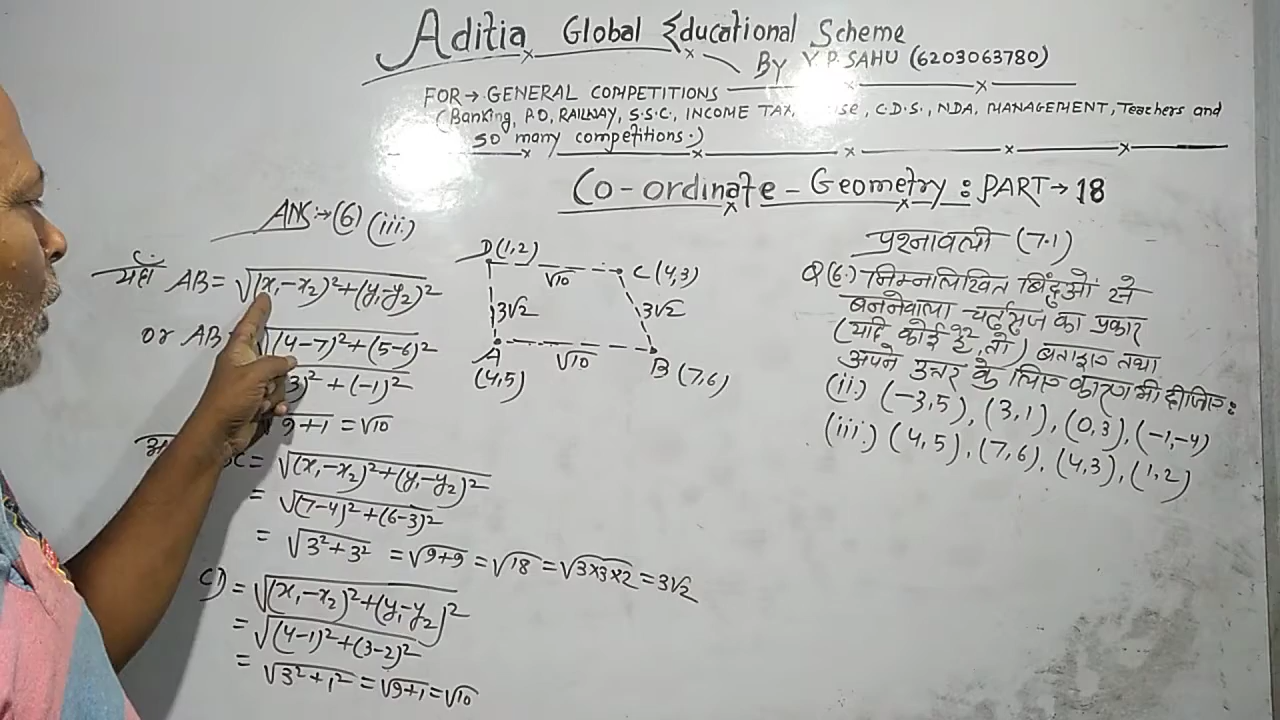 Aditia Global Educational Scheme
By Y.P. SAHU (6203063780)
FOR→ GENERAL COMPETITIONS
(Banking, P.O, RAILWAY, S.S.C, INCOME TAX, C.D.S., NDA, MANAGEMENT, Teachers and
so many competitions.)
Co-ordinate-Geometry: PART→18
ANS:→(6)(iii.)
यहाँ AB = √(x₁-x₂)²+(y₁-y₂)²
or AB = √(4-7)²+(5-6)²
3)²+(-1)²
9+1 = √10
BC = √(x₁-x₂)²+(y₁-y₂)²
= √(7-4)²+(6-3)²
= √3²+3² = √9+9 = √18 = √3×3×2 = 3√2
CD = √(x₁-x₂)²+(y₁-y₂)²
= √(4-1)²+(3-2)²
= √3²+1² = √9+1 = √10
D(1,2)
√10
C(4,3)
3√2
3√2
A
(4,5)
√10
B (7,6)
प्रश्नावली (7.1)
Q(6.) निम्नलिखित बिंदुओं से
बननेवाला चर्तुभुज का प्रकार
(यदि कोई है, तो) बताइए तथा
अपने उत्तर के लिए कारण भी दीजिए:
(ii.) (-3,5), (3,1), (0,3), (-1,-4)
(iii.) (4,5), (7,6), (4,3), (1,2)